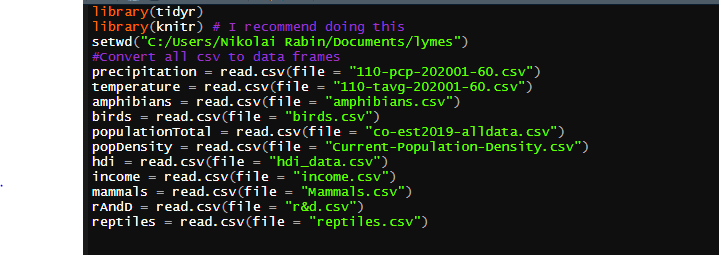 library(tidyr)
library(knitr) # I recommend doing this
setwd("C:/Users/Nikolai Rabin/Documents/lymes")
#Convert all csv to data frames
precipitation = read.csv(file = "110-pcp-202001-60.csv")
temperature = read.csv(file = "110-tavg-202001-60.csv")
amphibians = read.csv(file = "amphibians.csv")
birds = read.csv(file = "birds.csv")
populationTotal = read.csv(file = "co-est2019-alldata.csv")
popDensity = read.csv(file = "Current-Population-Density.csv")
hdi = read.csv(file = "hdi_data.csv")
income = read.csv(file = "income.csv")
mammals = read.csv(file = "Mammals.csv")
rAndD = read.csv(file = "r&d.csv")
reptiles = read.csv(file = "reptiles.csv")